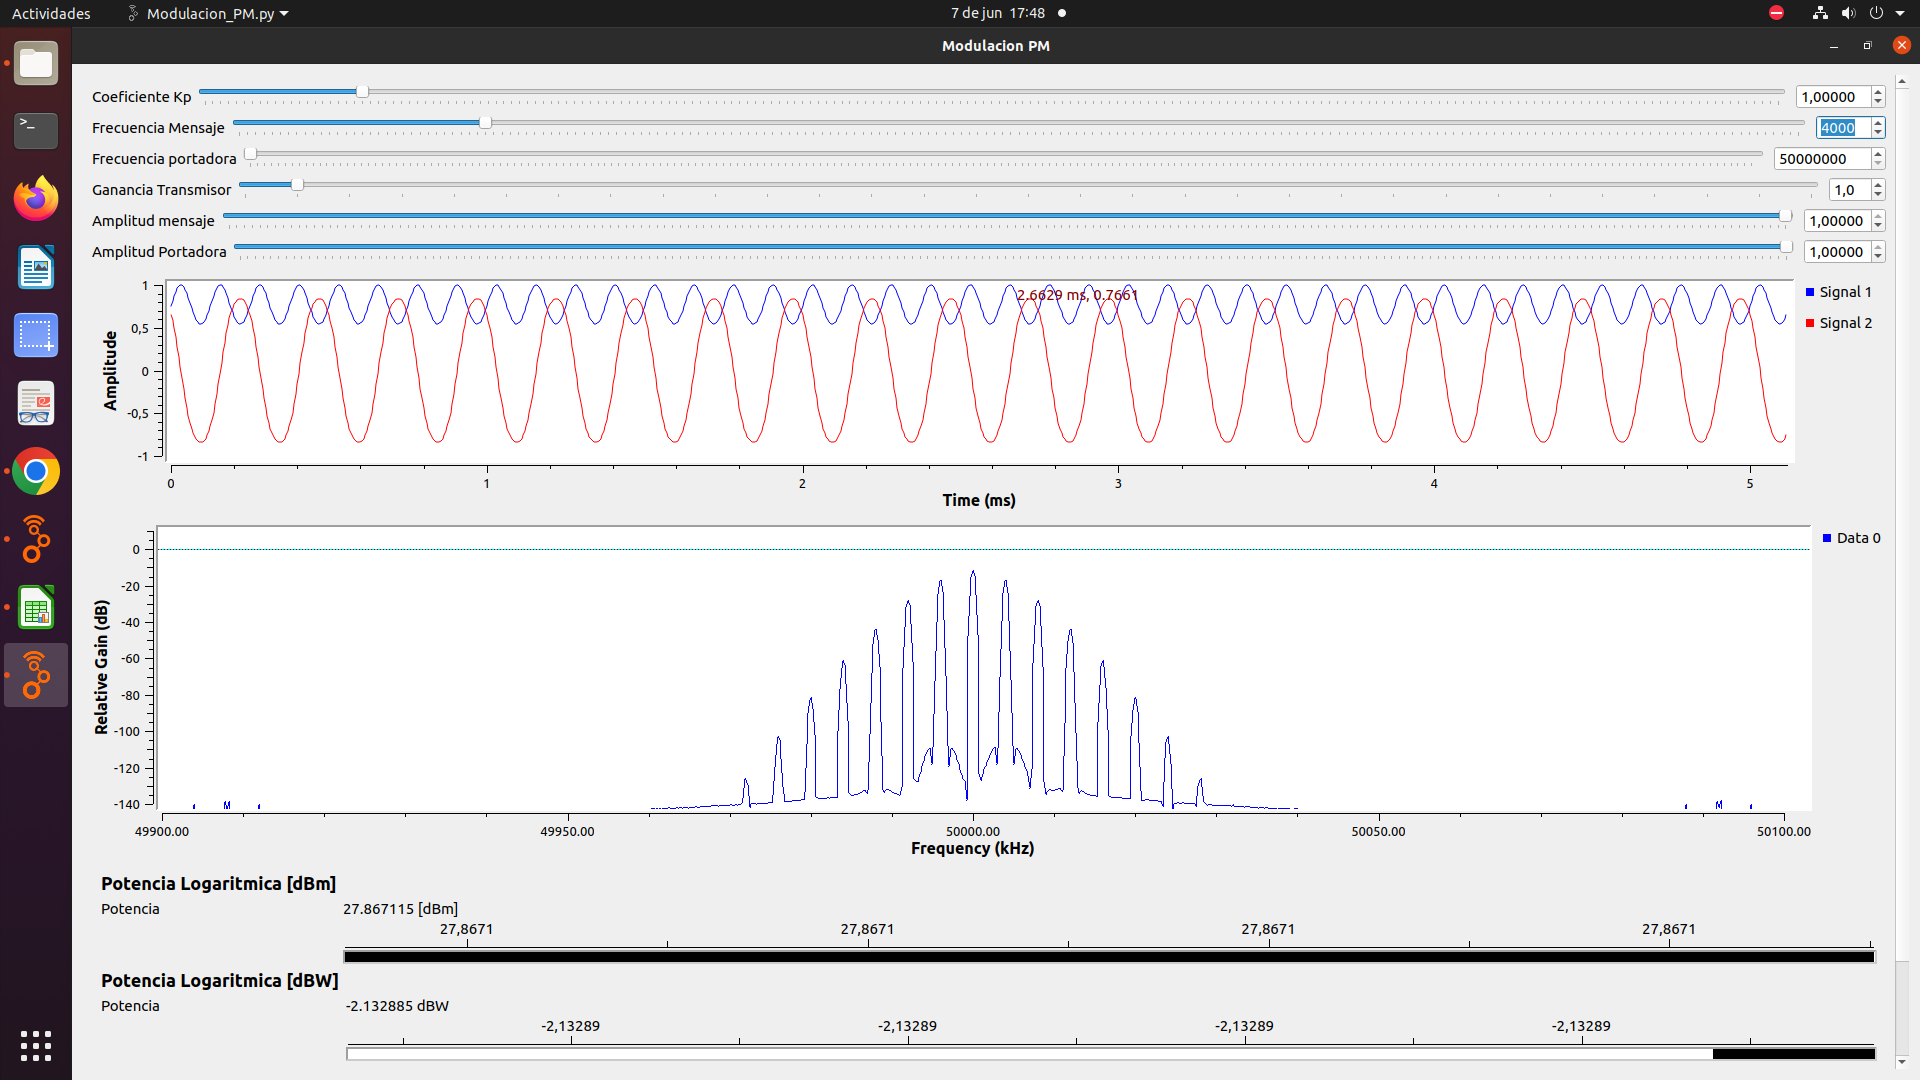 Actividades Modulacion_PM.py 7 de jun 17:48
Modulacion PM
Coeficiente Kp 1,00000
Frecuencia Mensaje 4000
Frecuencia portadora 50000000
Ganancia Transmisor 1,0
Amplitud mensaje 1,00000
Amplitud Portadora 1,00000
2.6629 ms, 0.7661
Signal 1
Signal 2
Amplitude
1
0,5
0
-0,5
-1
0 1 2 3 4 5
Time (ms)
Data 0
Relative Gain (dB)
0
-20
-40
-60
-80
-100
-120
-140
49900.00 49950.00 50000.00 50050.00 50100.00
Frequency (kHz)
Potencia Logaritmica [dBm]
Potencia 27.867115 [dBm]
27,8671 27,8671 27,8671 27,8671
Potencia Logaritmica [dBW]
Potencia -2.132885 dBW
-2,13289 -2,13289 -2,13289 -2,13289